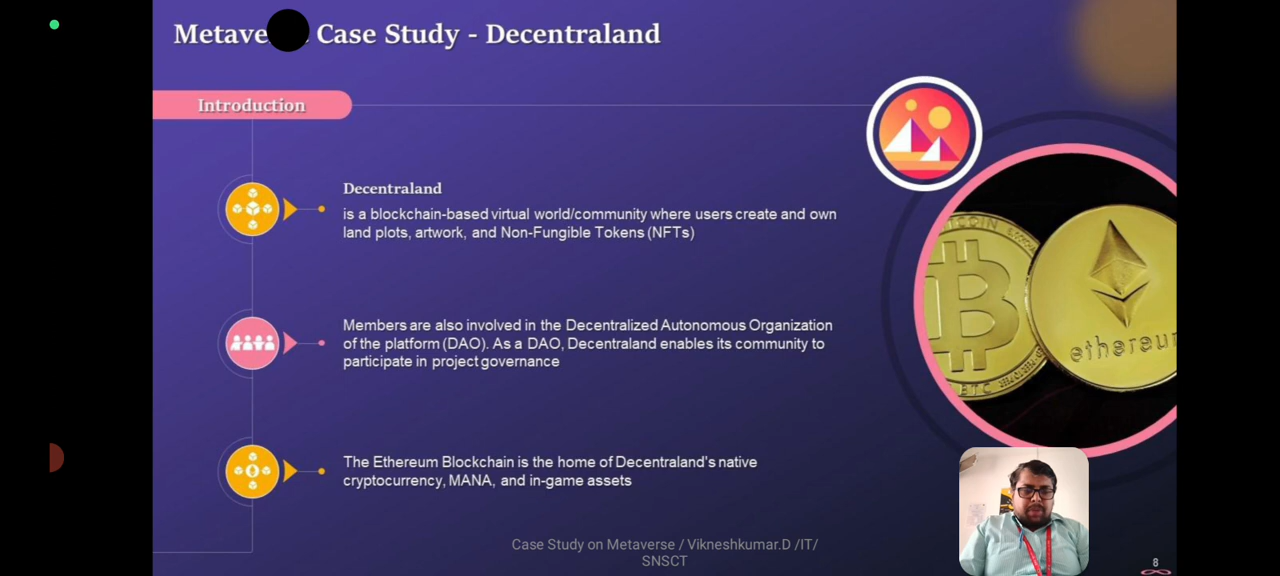 Metave Case Study - Decentraland
Introduction
Decentraland
is a blockchain-based virtual world/community where users create and own
land plots, artwork, and Non-Fungible Tokens (NFTs)
Members are also involved in the Decentralized Autonomous Organization
of the platform (DAO). As a DAO, Decentraland enables its community to
participate in project governance
The Ethereum Blockchain is the home of Decentraland's native
cryptocurrency, MANA, and in-game assets
BITCOIN
BTC
ethereum
Case Study on Metaverse / Vikneshkumar.D /IT/
SNSCT
8